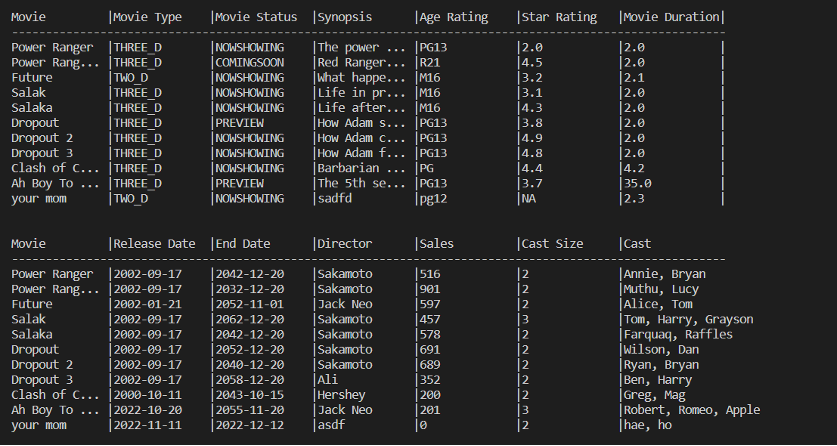 Movie |Movie Type |Movie Status |Synopsis |Age Rating |Star Rating |Movie Duration|
-------------------------------------------------------------------------------------------------------
Power Ranger |THREE_D |NOWSHOWING |The power ... |PG13 |2.0 |2.0 |
Power Rang... |THREE_D |COMINGSOON |Red Ranger... |R21 |4.5 |2.0 |
Future |TWO_D |NOWSHOWING |What happe... |M16 |3.2 |2.1 |
Salak |THREE_D |NOWSHOWING |Life in pr... |M16 |3.1 |2.0 |
Salaka |THREE_D |NOWSHOWING |Life after... |M16 |4.3 |2.0 |
Dropout |THREE_D |PREVIEW |How Adam s... |PG13 |3.8 |2.0 |
Dropout 2 |THREE_D |NOWSHOWING |How Adam c... |PG13 |4.9 |2.0 |
Dropout 3 |THREE_D |NOWSHOWING |How Adam f... |PG13 |4.8 |2.0 |
Clash of C... |THREE_D |NOWSHOWING |Barbarian ... |PG |4.4 |4.2 |
Ah Boy To ... |THREE_D |PREVIEW |The 5th se... |PG13 |3.7 |35.0 |
your mom |TWO_D |NOWSHOWING |sadfd |pg12 |NA |2.3 |
Movie |Release Date |End Date |Director |Sales |Cast Size |Cast
-------------------------------------------------------------------------------------------------------
Power Ranger |2002-09-17 |2042-12-20 |Sakamoto |516 |2 |Annie, Bryan
Power Rang... |2002-09-17 |2032-12-20 |Sakamoto |901 |2 |Muthu, Lucy
Future |2002-01-21 |2052-11-01 |Jack Neo |597 |2 |Alice, Tom
Salak |2002-09-17 |2062-12-20 |Sakamoto |457 |3 |Tom, Harry, Grayson
Salaka |2002-09-17 |2042-12-20 |Sakamoto |578 |2 |Farquaq, Raffles
Dropout |2002-09-17 |2052-12-20 |Sakamoto |691 |2 |Wilson, Dan
Dropout 2 |2002-09-17 |2040-12-20 |Sakamoto |689 |2 |Ryan, Bryan
Dropout 3 |2002-09-17 |2058-12-20 |Ali |352 |2 |Ben, Harry
Clash of C... |2000-10-11 |2043-10-15 |Hershey |200 |2 |Greg, Mag
Ah Boy To ... |2022-10-20 |2055-11-20 |Jack Neo |201 |3 |Robert, Romeo, Apple
your mom |2022-11-11 |2022-12-12 |asdf |0 |2 |hae, ho